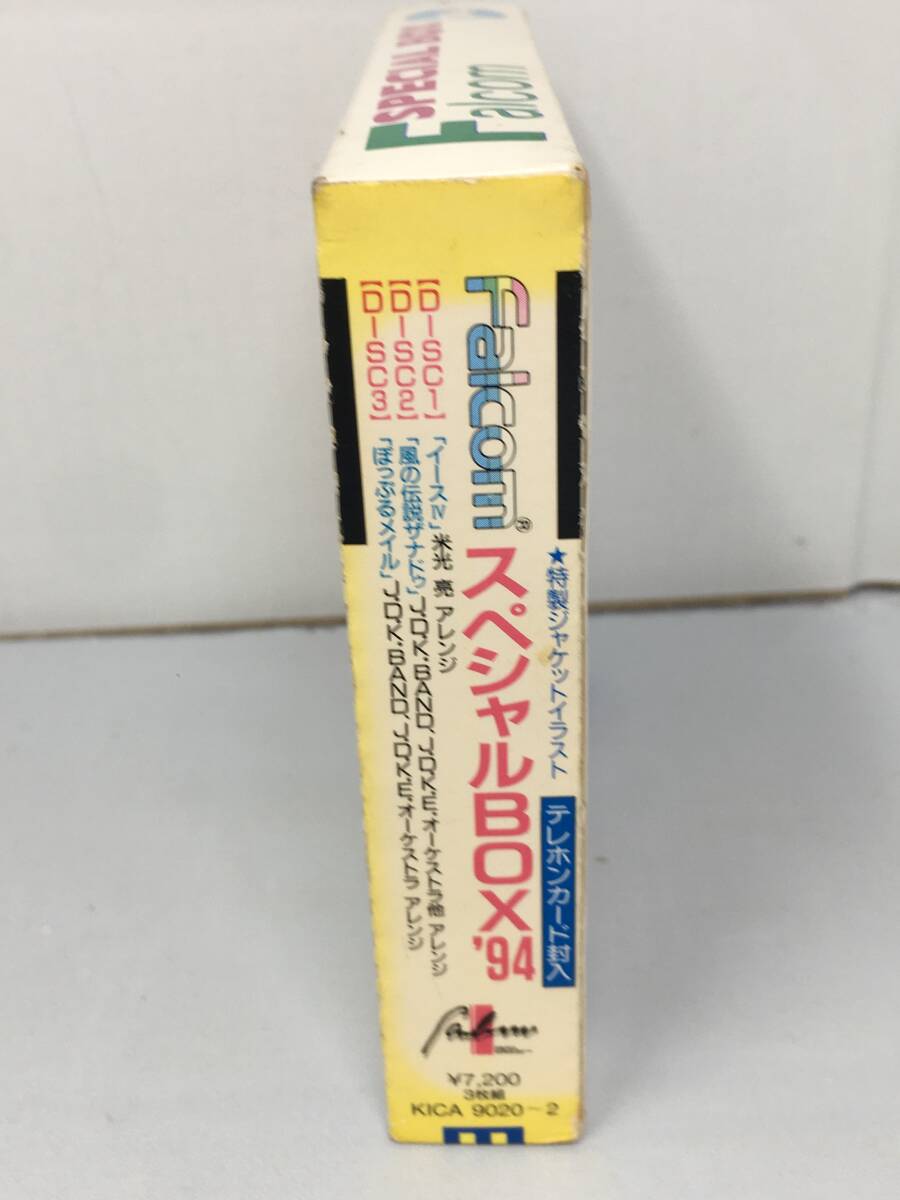 SPECIAL BOX
Falcom
★特製ジャケットイラスト
テレホンカード封入
Falcom®スペシャルBOX'94
【DISC1】「イースⅣ」米光 亮 アレンジ
【DISC2】「風の伝説ザナドゥ」J.D.K.BAND、J.D.K.E.オーケストラ他 アレンジ
【DISC3】「ぽっぷるメイル」J.D.K.BAND、J.D.K.E.オーケストラ アレンジ
falcom
¥7,200
3枚組
KICA 9020-2